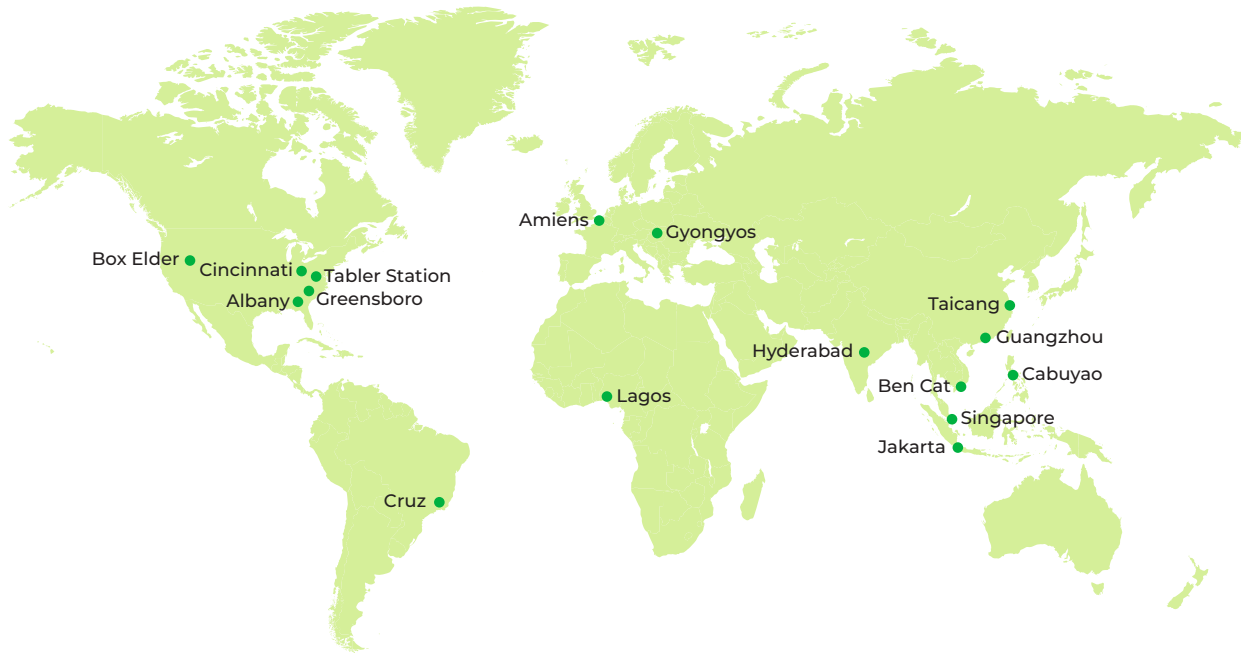 Amiens
Gyongyos
Box Elder
Cincinnati
Tabler Station
Greensboro
Albany
Taicang
Guangzhou
Hyderabad
Cabuyao
Ben Cat
Lagos
Singapore
Jakarta
Cruz